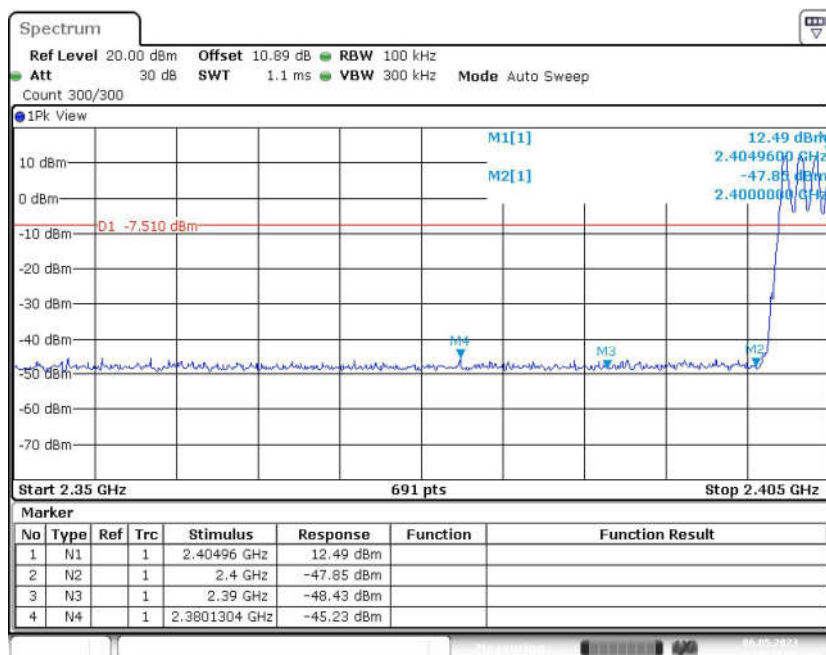 Spectrum
Ref Level 20.00 dBm Offset 10.89 dB RBW 100 kHz
Att 30 dB SWT 1.1 ms VBW 300 kHz Mode Auto Sweep
Count 300/300
1Pk View
M1[1] 12.49 dBm
2.4049600 GHz
M2[1] -47.85 dBm
2.4000000 GHz
10 dBm
0 dBm
D1 -7.510 dBm
-10 dBm
-20 dBm
-30 dBm
-40 dBm
M4
M3
M2
-50 dBm
-60 dBm
-70 dBm
Start 2.35 GHz 691 pts Stop 2.405 GHz
Marker
No Type Ref Trc Stimulus Response Function Function Result
1 N1 1 2.40496 GHz 12.49 dBm
2 N2 1 2.4 GHz -47.85 dBm
3 N3 1 2.39 GHz -48.43 dBm
4 N4 1 2.3801304 GHz -45.23 dBm
Measuring...
06.05.2023